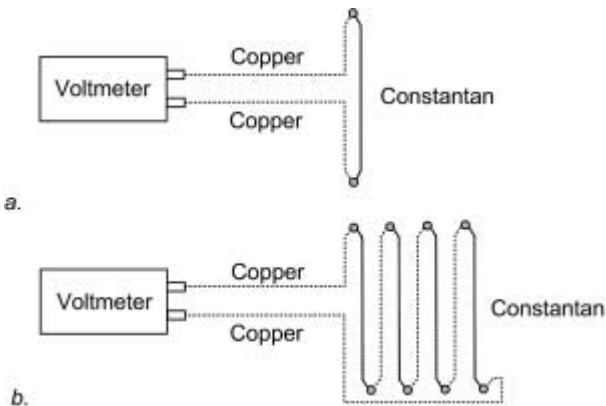 Copper
Voltmeter
Constantan
Copper
a.
Copper
Voltmeter
Constantan
Copper
b.